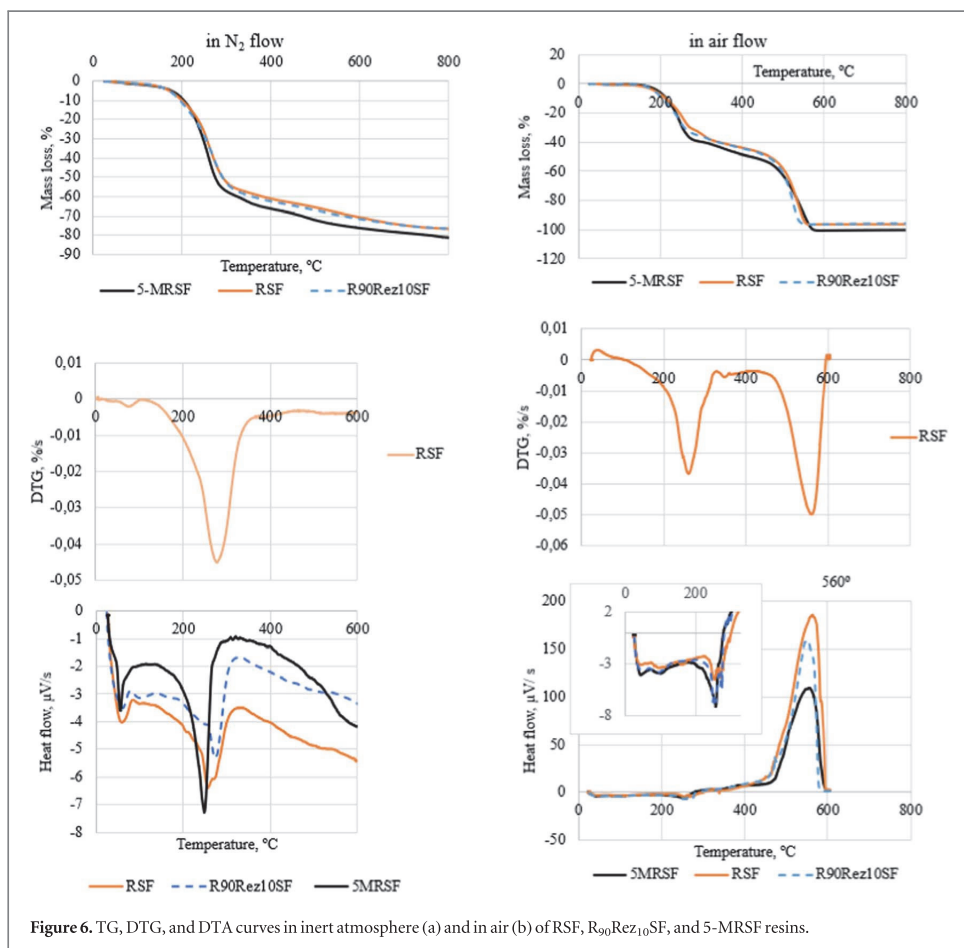 in N₂ flow
0 200 400 600 800
0
-10
-20
-30
-40
-50
-60
-70
-80
-90
Mass loss, %
Temperature, °C
5-MRSF RSF R90Rez10SF
in air flow
Temperature, °C
20
0
-20
-40
-60
-80
-100
-120
0 200 400 600 800
Mass loss, %
5-MRSF RSF R90Rez10SF
0,01
0
-0,01
-0,02
-0,03
-0,04
-0,05
0 200 400 600
DTG, %/s
RSF
0,01
0
-0,01
-0,02
-0,03
-0,04
-0,05
-0,06
0 200 400 600 800
DTG, %/s
RSF
0
-1
-2
-3
-4
-5
-6
-7
-8
0 200 400 600
Heat flow, µV/s
Temperature, °C
RSF R90Rez10SF 5MRSF
560°
200
150
100
50
0
-50
0 200
2
-3
-8
0 200 400 600 800
Heat flow, µV/s
Temperature, °C
5MRSF RSF R90Rez10SF
Figure 6. TG, DTG, and DTA curves in inert atmosphere (a) and in air (b) of RSF, R₉₀Rez₁₀SF, and 5-MRSF resins.